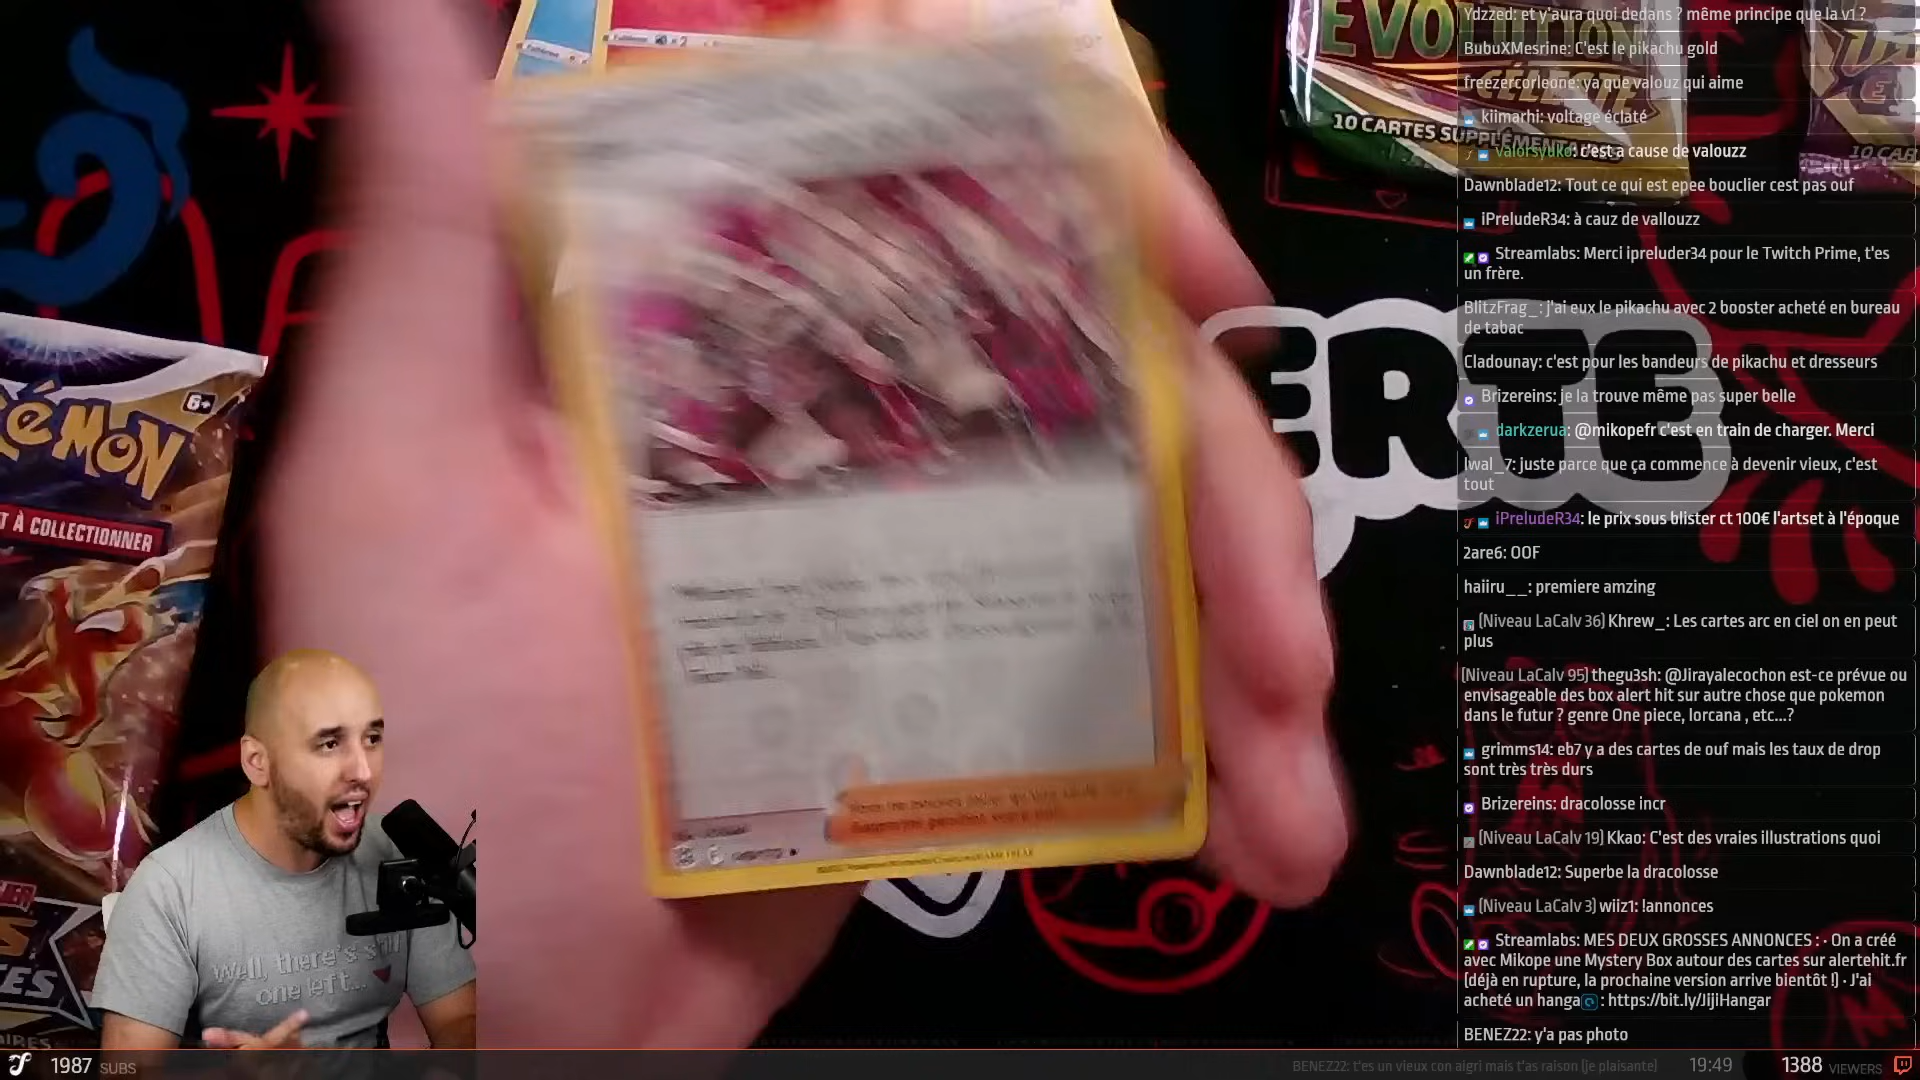 Ydzzed: et y'aura quoi dedans ? même principe que la v1 ?
BubuXMesrine: C'est le pikachu gold
freezercorleone: ya que valouz qui aime
kiimarhi: voltage éclaté
valorsyuko: c'est a cause de valouzz
Dawnblade12: Tout ce qui est epee bouclier cest pas ouf
iPreludeR34: à cauz de vallouzz
Streamlabs: Merci ipreluder34 pour le Twitch Prime, t'es
un frère.
BlitzFrag_: j'ai eux le pikachu avec 2 booster acheté en bureau
de tabac
Cladounay: c'est pour les bandeurs de pikachu et dresseurs
Brizereins: je la trouve même pas super belle
darkzerua: @mikopefr c'est en train de charger. Merci
lwal_7: juste parce que ça commence à devenir vieux, c'est
tout
iPreludeR34: le prix sous blister ct 100€ l'artset à l'époque
2are6: OOF
haiiru__: premiere amzing
[Niveau LaCalv 36] Khrew_: Les cartes arc en ciel on en peut
plus
[Niveau LaCalv 95] thegu3sh: @Jirayalecochon est-ce prévue ou
envisageable des box alert hit sur autre chose que pokemon
dans le futur ? genre One piece, lorcana , etc...?
grimms14: eb7 y a des cartes de ouf mais les taux de drop
sont très très durs
Brizereins: dracolosse incr
[Niveau LaCalv 19] Kkao: C'est des vraies illustrations quoi
Dawnblade12: Superbe la dracolosse
[Niveau LaCalv 3] wiiz1: !annonces
Streamlabs: MES DEUX GROSSES ANNONCES : • On a créé
avec Mikope une Mystery Box autour des cartes sur alertehit.fr
(déjà en rupture, la prochaine version arrive bientôt !) • J'ai
acheté un hangar : https://bit.ly/JijiHangar
BENEZ22: y'a pas photo
EVO
CÉLESTE
10 CARTES SUPPLÉMENTAIRES
10 CAR
ERTE
6+
éMON
T À COLLECTIONNER
S
ES
AIRES
Well, there's still
one left...
1987 SUBS
BENEZ22: t'es un vieux con aigri mais t'as raison (je plaisante)
19:49
1388 VIEWERS